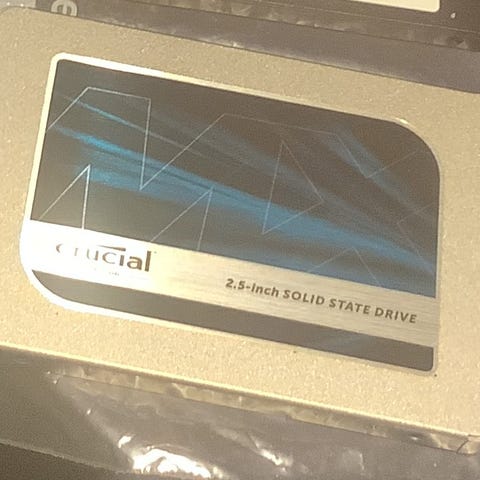 crucial
2.5-inch SOLID STATE DRIVE